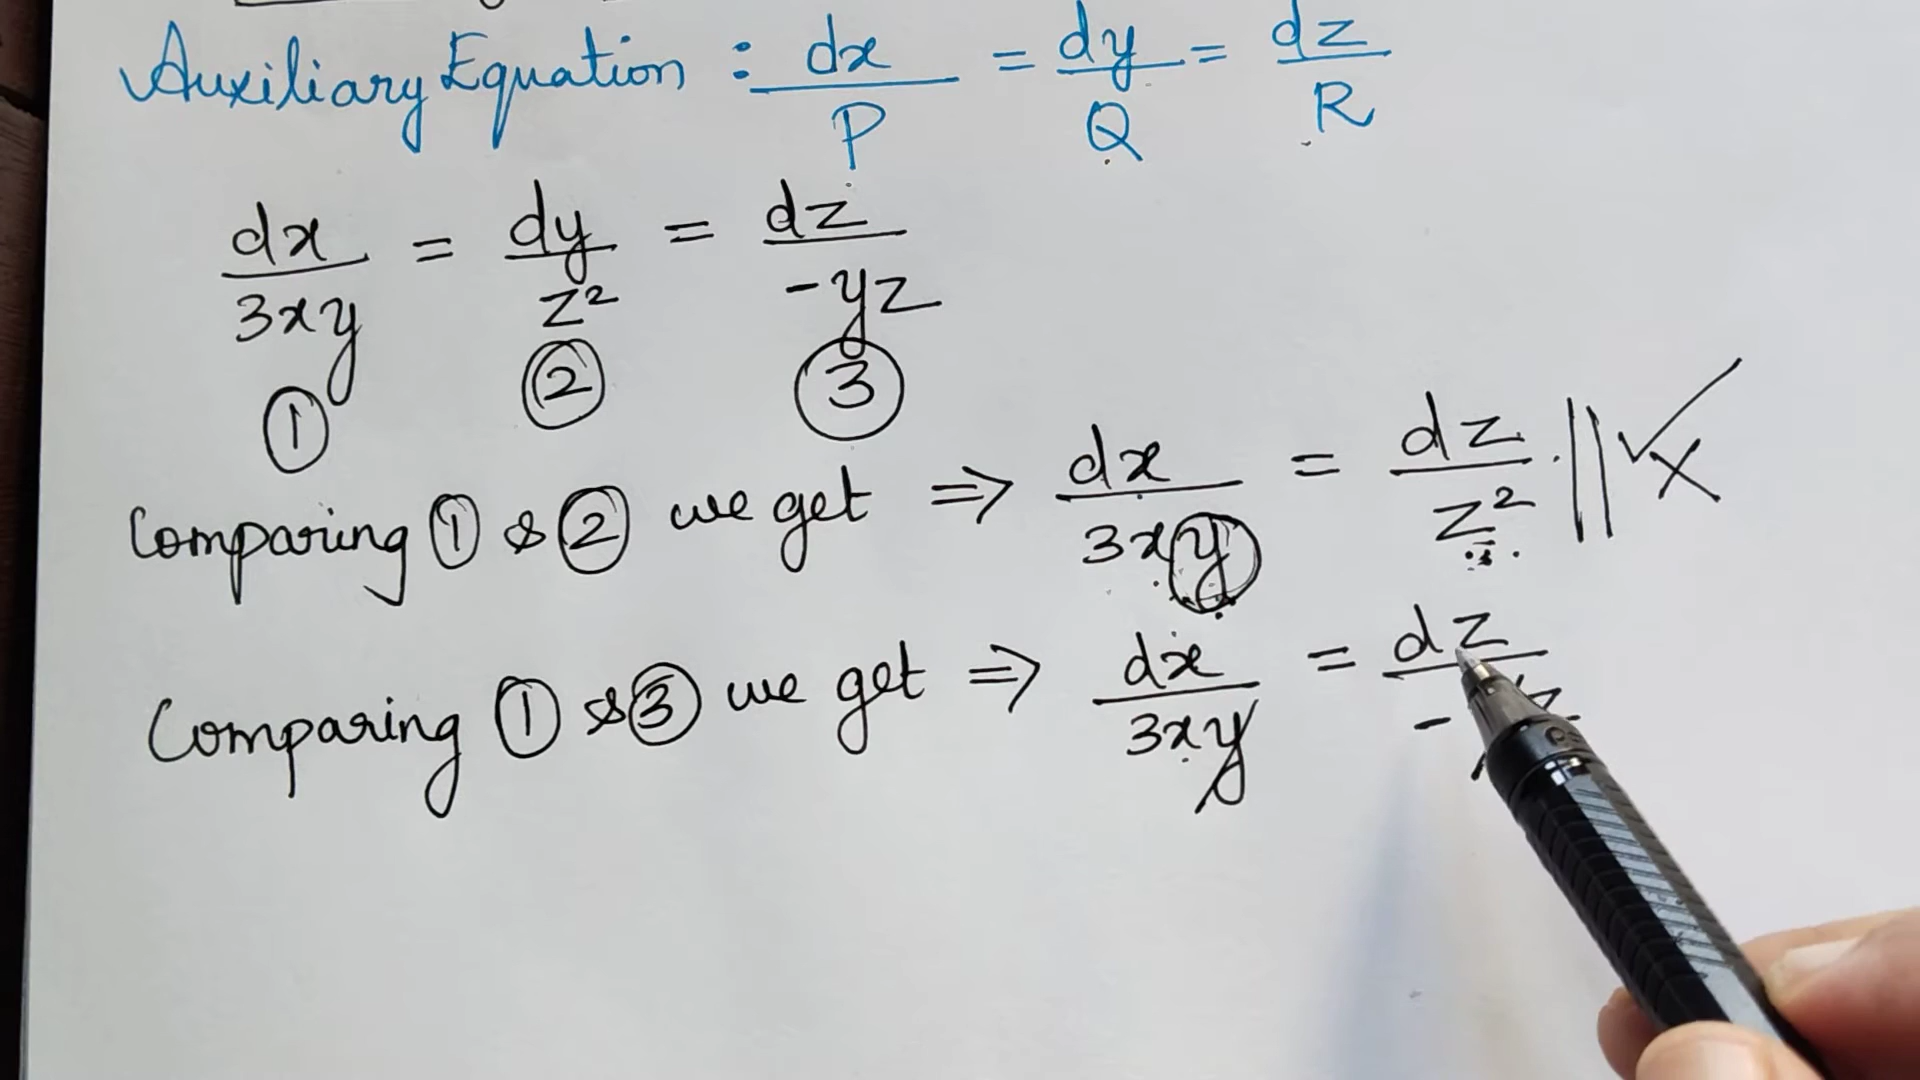 Auxiliary Equation : dx/P = dy/Q = dz/R
dx/3xy = dy/z² = dz/-yz
① ② ③
Comparing ① & ② we get ⇒ dx/3xy = dz/z² || ✓ x
Comparing ① & ③ we get ⇒ dx/3xy = dz/-